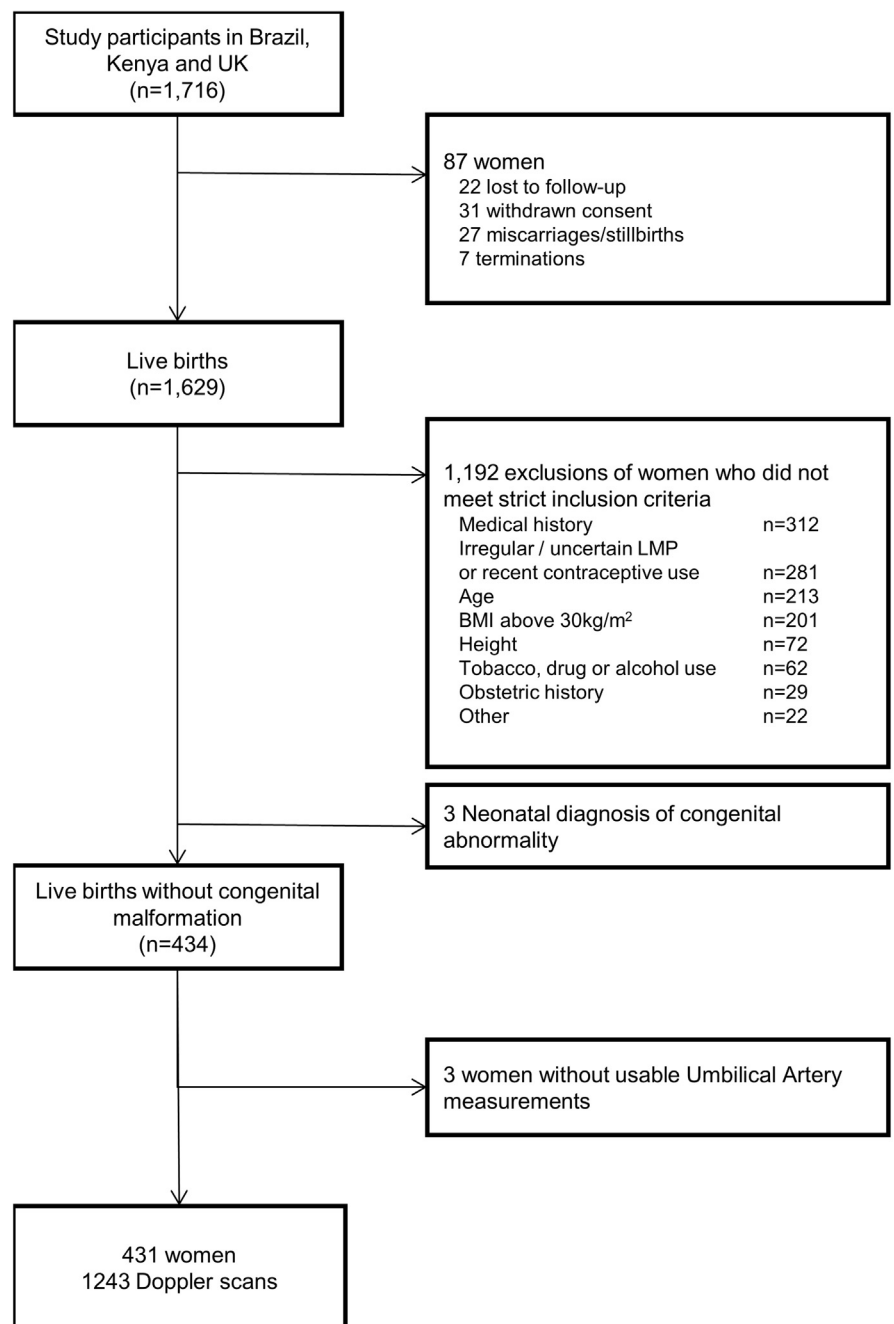 Study participants in Brazil,
Kenya and UK
(n=1,716)
87 women
22 lost to follow-up
31 withdrawn consent
27 miscarriages/stillbirths
7 terminations
Live births
(n=1,629)
1,192 exclusions of women who did not
meet strict inclusion criteria
Medical history n=312
Irregular / uncertain LMP
or recent contraceptive use n=281
Age n=213
BMI above 30kg/m² n=201
Height n=72
Tobacco, drug or alcohol use n=62
Obstetric history n=29
Other n=22
3 Neonatal diagnosis of congenital
abnormality
Live births without congenital
malformation
(n=434)
3 women without usable Umbilical Artery
measurements
431 women
1243 Doppler scans